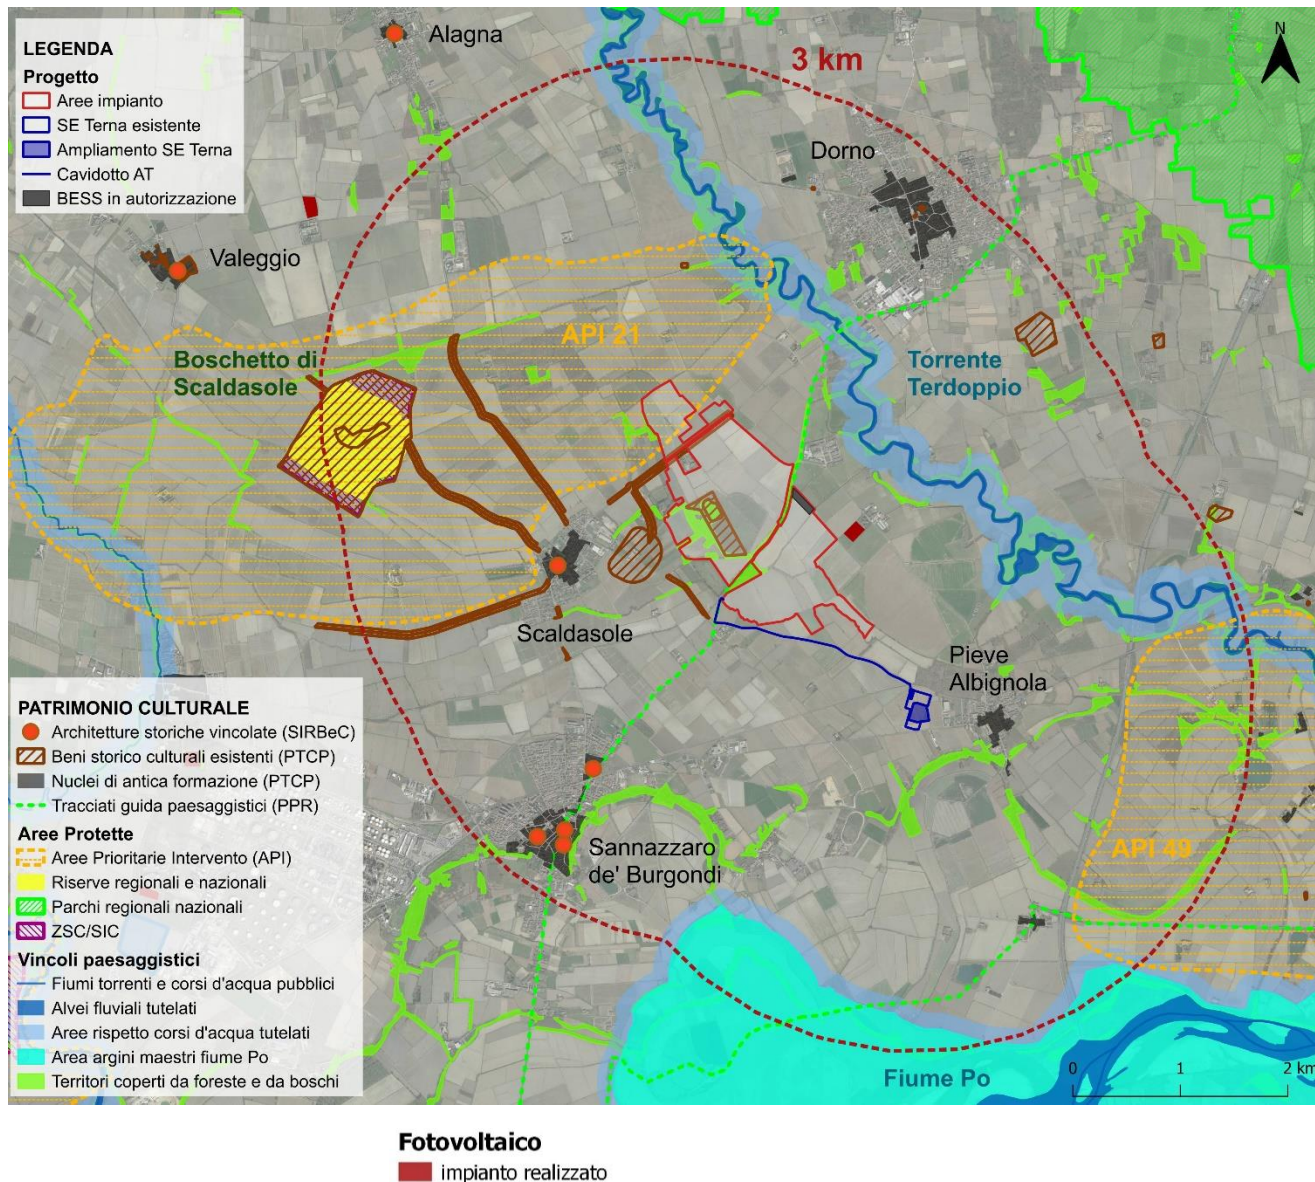 LEGENDA
Progetto
Aree impianto
SE Terna esistente
Ampliamento SE Terna
Cavidotto AT
BESS in autorizzazione
Alagna
3 km
N
Dorno
Valeggio
API 21
Boschetto di
Scaldasole
Torrente
Terdoppio
Scaldasole
Pieve
Albignola
PATRIMONIO CULTURALE
Architetture storiche vincolate (SIRBeC)
Beni storico culturali esistenti (PTCP)
Nuclei di antica formazione (PTCP)
Tracciati guida paesaggistici (PPR)
Aree Protette
Aree Prioritarie Intervento (API)
Riserve regionali e nazionali
Parchi regionali nazionali
ZSC/SIC
Vincoli paesaggistici
Fiumi torrenti e corsi d'acqua pubblici
Alvei fluviali tutelati
Aree rispetto corsi d'acqua tutelati
Area argini maestri fiume Po
Territori coperti da foreste e da boschi
Sannazzaro
de' Burgondi
API 49
Fiume Po
0 1 2 km
Fotovoltaico
impianto realizzato